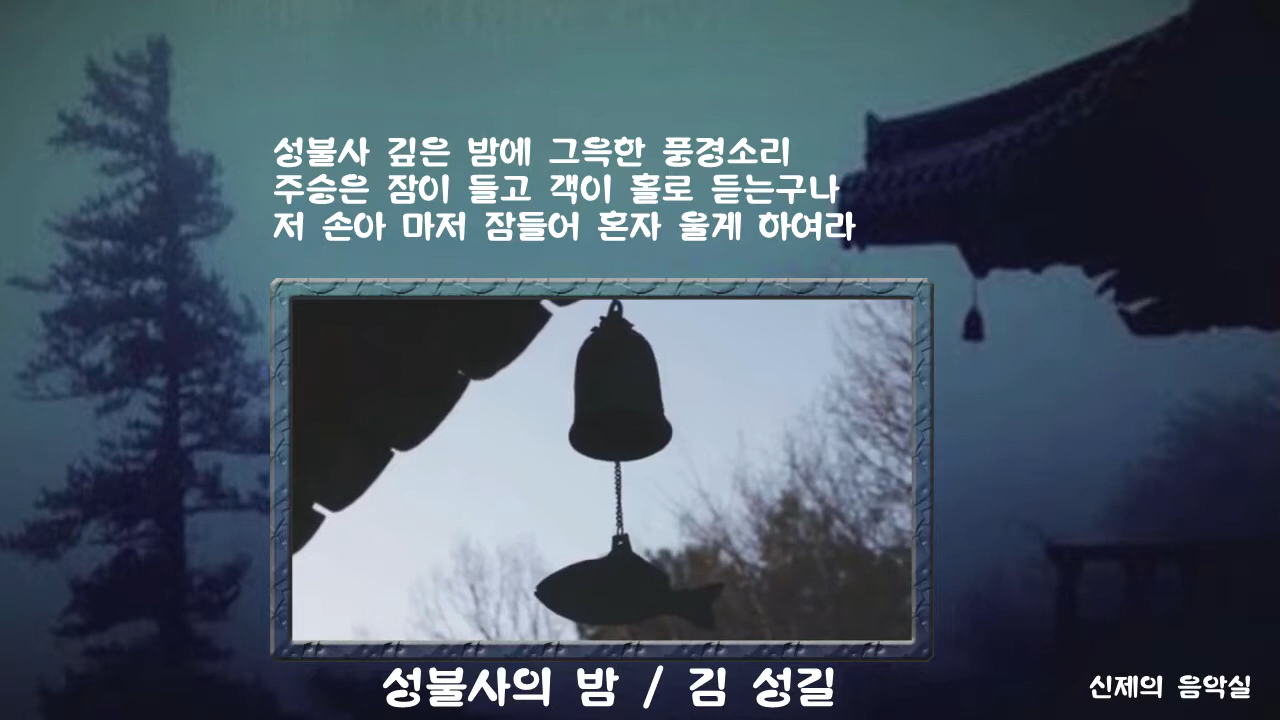 성불사 깊은 밤에 그윽한 풍경소리
주승은 잠이 들고 객이 홀로 듣는구나
저 손아 마저 잠들어 혼자 울게 하여라
성불사의 밤 / 김 성길
신제의 음악실